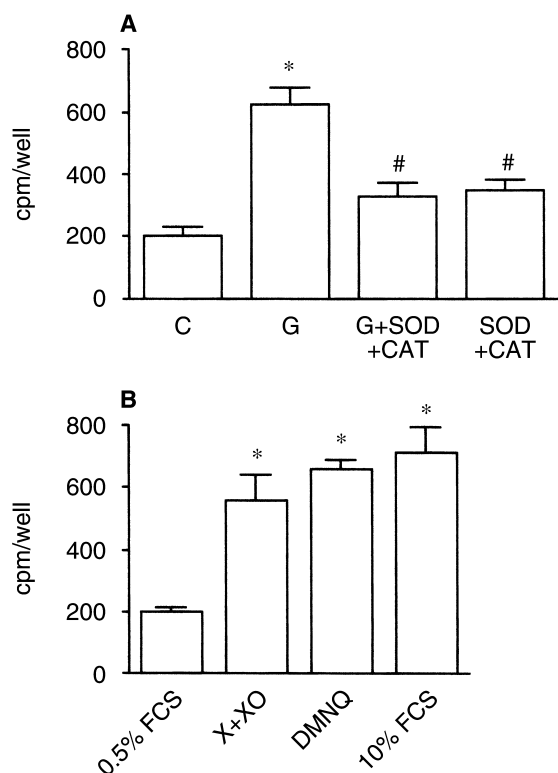 A
800
600
400
200
0
cpm/well
*
#
#
C
G
G+SOD
+CAT
SOD
+CAT
B
800
600
400
200
0
cpm/well
*
*
*
0.5% FCS
X+XO
DMNQ
10% FCS